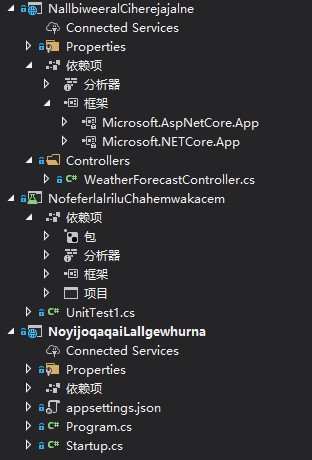 NallbiweeralCiherejajalne
Connected Services
Properties
依赖项
分析器
框架
Microsoft.AspNetCore.App
Microsoft.NETCore.App
Controllers
C# WeatherForecastController.cs
NofeferlalriluChahemwakacem
依赖项
包
分析器
框架
项目
C# UnitTest1.cs
NoyijoqaqaiLallgewhurna
Connected Services
Properties
依赖项
appsettings.json
C# Program.cs
C# Startup.cs